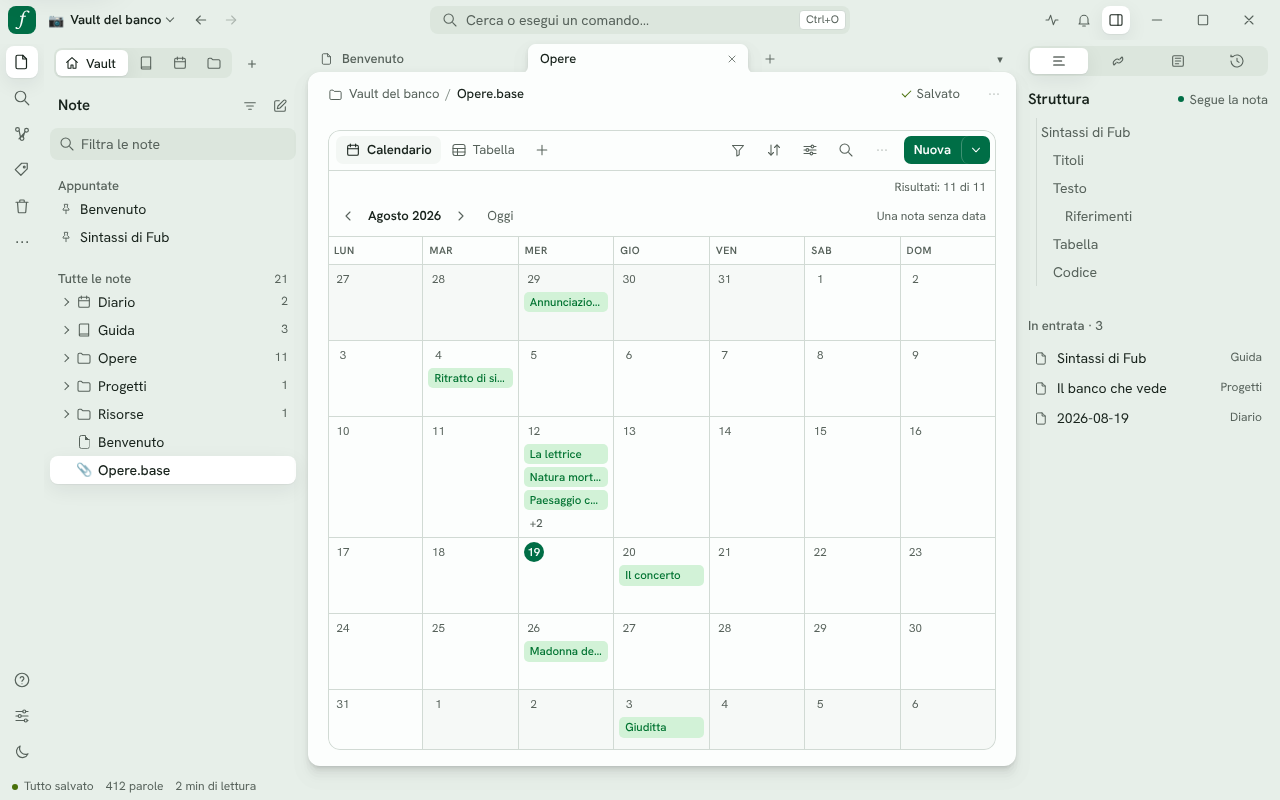 f Vault del banco
Cerca o esegui un comando... Ctrl+O
Vault
Note
Filtra le note
Appuntate
Benvenuto
Sintassi di Fub
Tutte le note 21
Diario 2
Guida 3
Opere 11
Progetti 1
Risorse 1
Benvenuto
Opere.base
Tutto salvato 412 parole 2 min di lettura
Benvenuto Opere
Vault del banco / Opere.base Salvato
Calendario Tabella Nuova
Risultati: 11 di 11
Agosto 2026 Oggi Una nota senza data
LUN MAR MER GIO VEN SAB DOM
27 28 29 30 31 1 2
Annunciazio...
3 4 5 6 7 8 9
Ritratto di si...
10 11 12 13 14 15 16
La lettrice
Natura mort...
Paesaggio c...
+2
17 18 19 20 21 22 23
Il concerto
24 25 26 27 28 29 30
Madonna de...
31 1 2 3 4 5 6
Giuditta
Struttura Segue la nota
Sintassi di Fub
Titoli
Testo
Riferimenti
Tabella
Codice
In entrata · 3
Sintassi di Fub Guida
Il banco che vede Progetti
2026-08-19 Diario